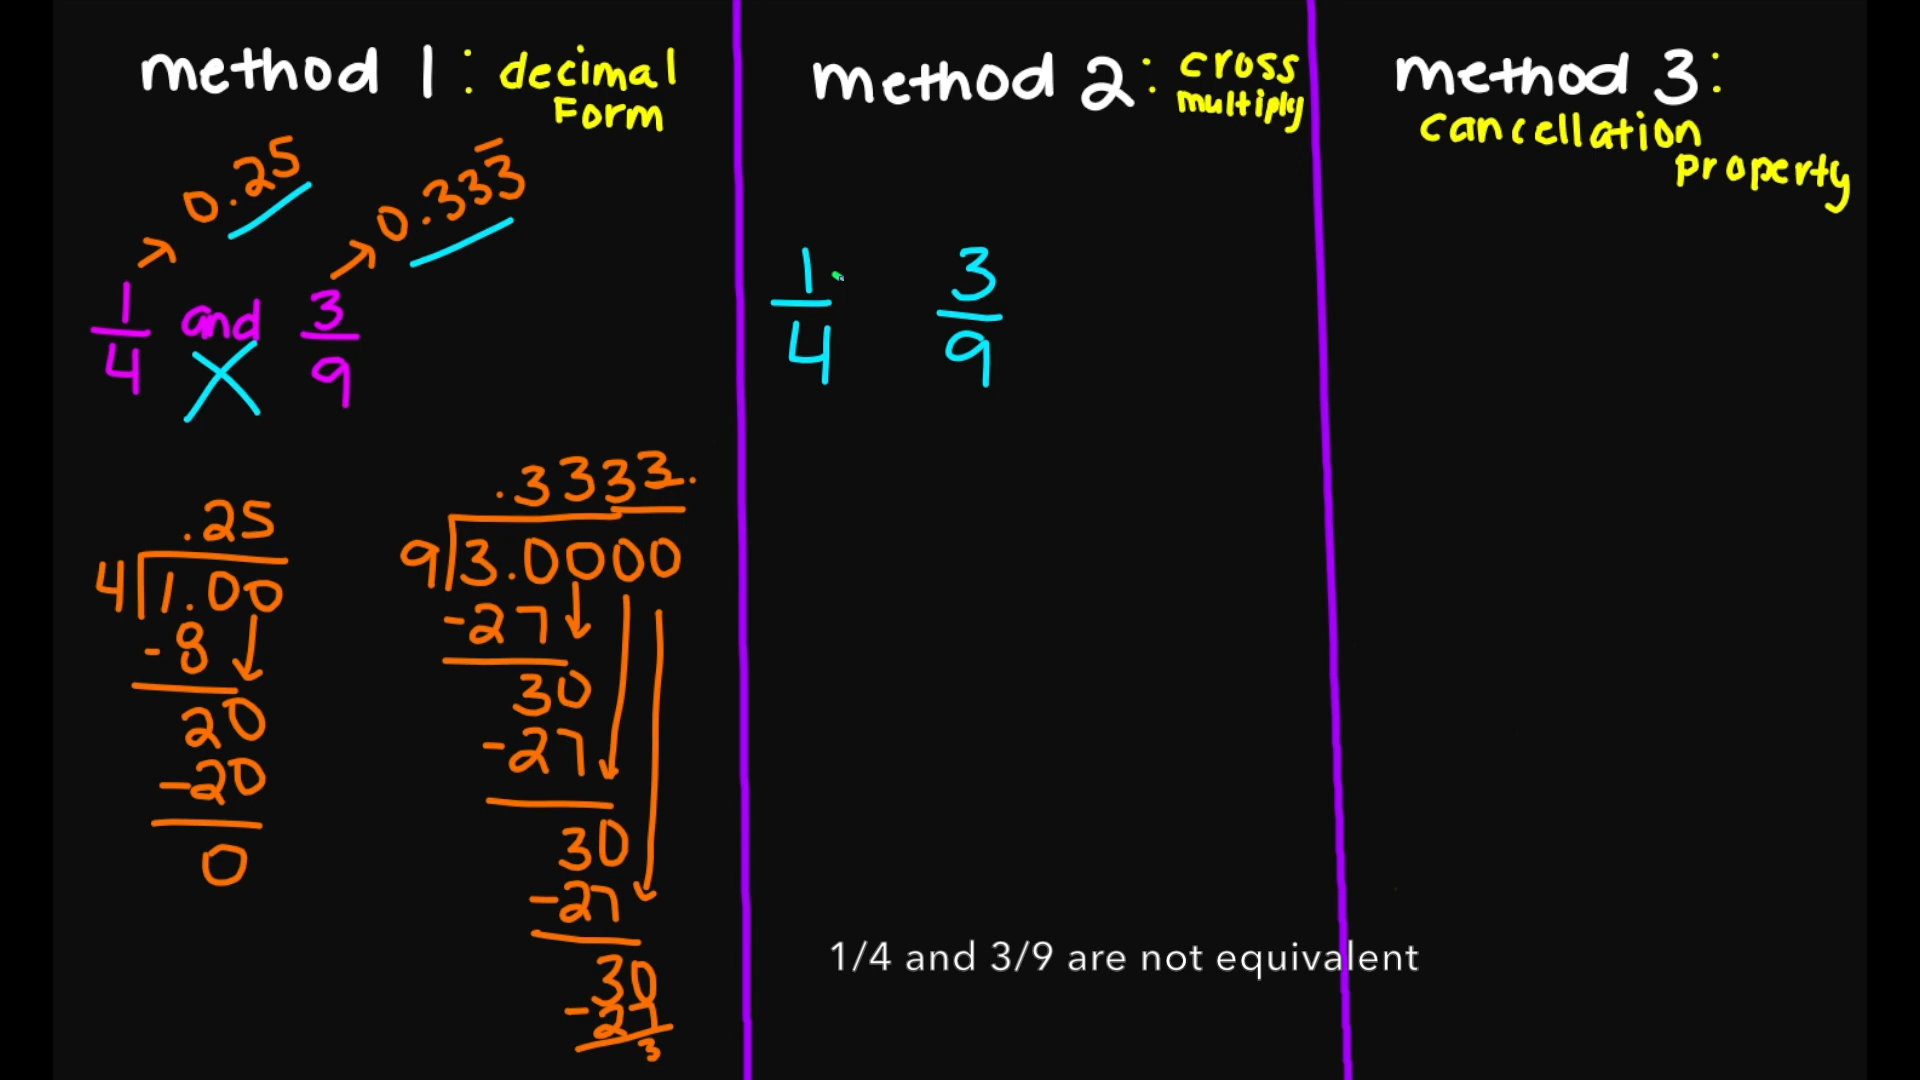 method 1: decimal
Form
0.25
0.333̅
1/4 and 3/9
X
.25
4 1.00
-8
20
-20
0
.3333.
9 3.0000
-27
30
-27
30
-27
30
-27
3
method 2: cross
multiply
1/4 3/9
method 3:
cancellation
property
1/4 and 3/9 are not equivalent